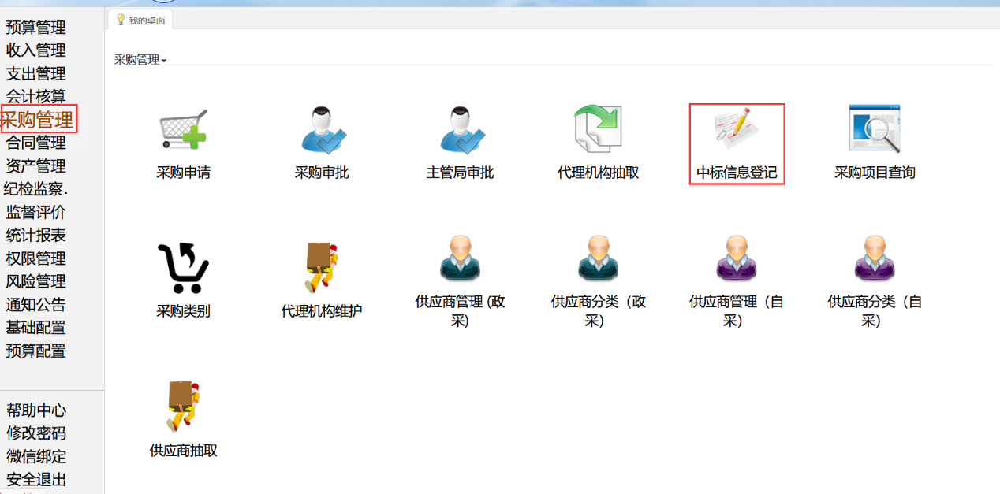 我的桌面
预算管理
收入管理
支出管理
会计核算
采购管理
合同管理
资产管理
纪检监察.
监督评价
统计报表
权限管理
风险管理
通知公告
基础配置
预算配置
帮助中心
修改密码
微信绑定
安全退出
采购管理
采购申请
采购审批
主管局审批
代理机构抽取
中标信息登记
采购项目查询
采购类别
代理机构维护
供应商管理 (政
采)
供应商分类（政
采）
供应商管理（自
采）
供应商分类（自
采）
供应商抽取